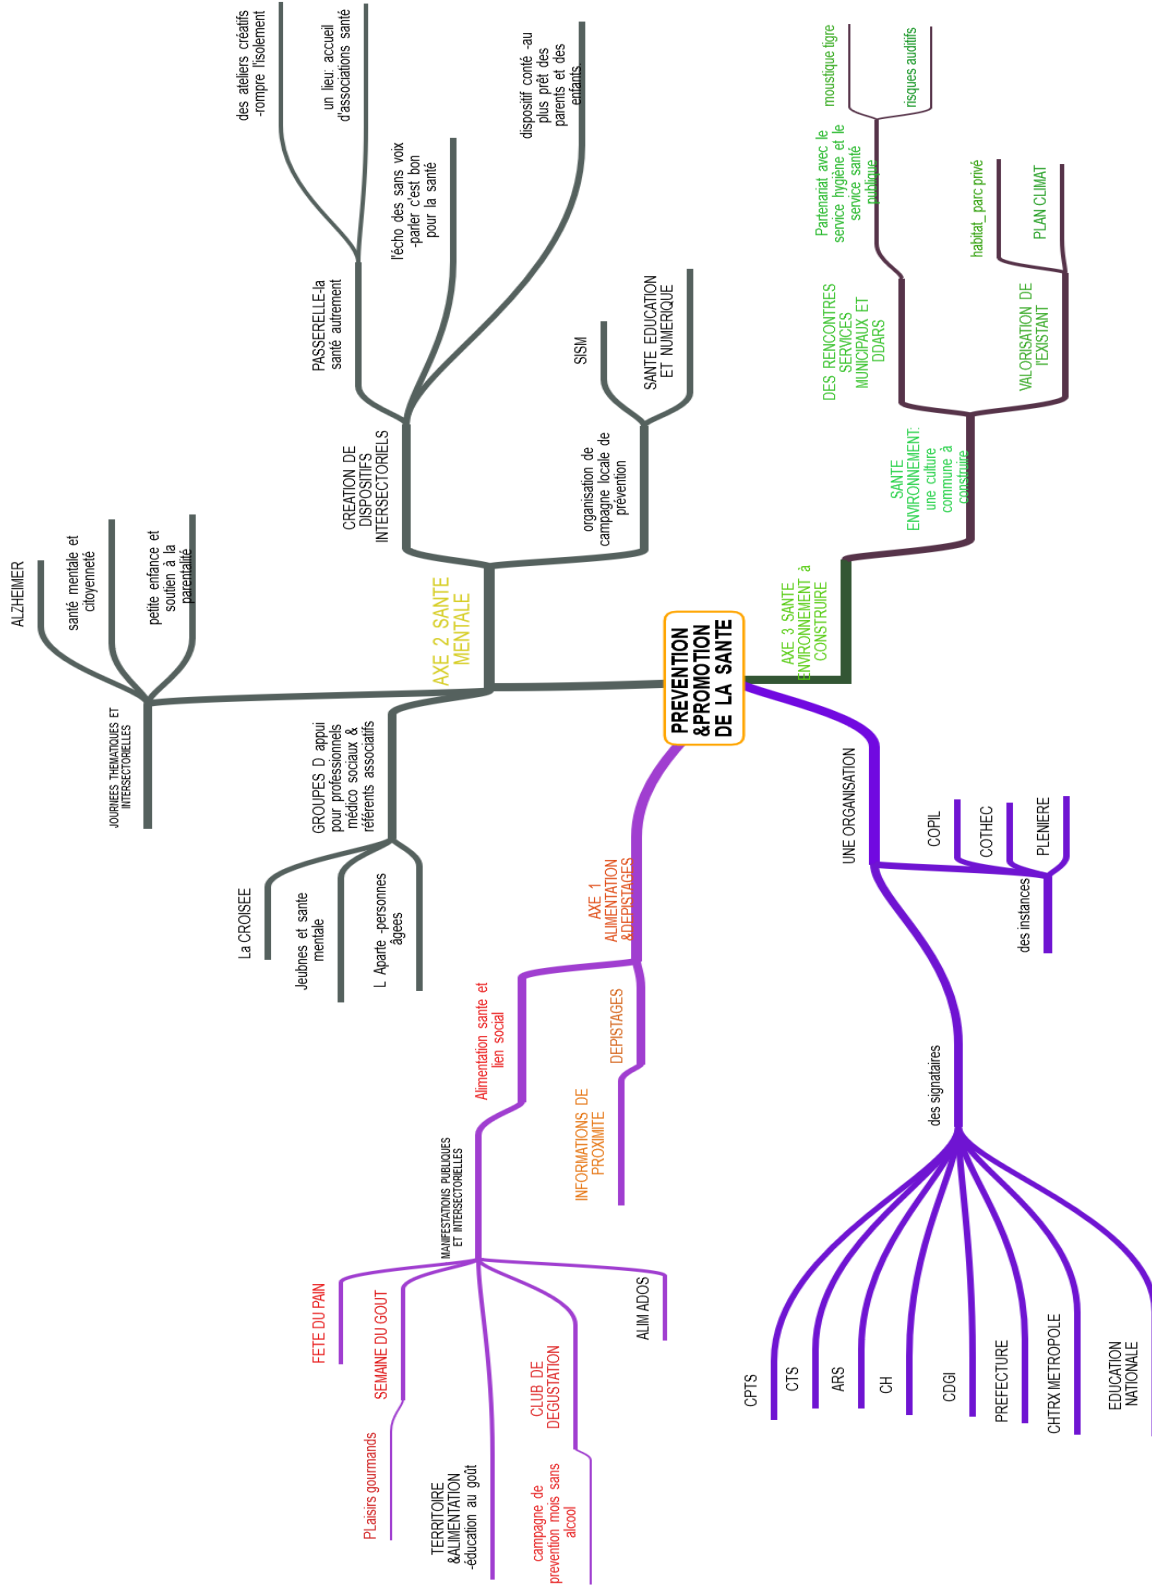 PREVENTION
&PROMOTION
DE LA SANTE
AXE 1
ALIMENTATION
&DEPISTAGES
Alimentation sante et
lien social
MANIFESTATIONS PUBLIQUES
ET INTERSECTORIELLES
FETE DU PAIN
SEMAINE DU GOUT
PLaisirs gourmands
TERRITOIRE
&ALIMENTATION
-éducation au goût
CLUB DE
DEGUSTATION
campagne de
prevention mois sans
alcool
ALIM ADOS
DEPISTAGES
INFORMATIONS DE
PROXIMITE
AXE 2 SANTE
MENTALE
JOURNEES THEMATIQUES ET
INTERSECTORIELLES
ALZHEIMER
santé mentale et
citoyenneté
petite enfance et
soutien à la
parentalité
GROUPES D appui
pour professionnels
médico sociaux &
référents associatifs
La CROISEE
Jeubnes et sante
mentale
L Aparte -personnes
âgees
CREATION DE
DISPOSITIFS
INTERSECTORIELS
PASSERELLE-la
santé autrement
des ateliers créatifs
-rompre l'isolement
un lieu: accueil
d'associations santé
l'écho des sans voix
-parler c'est bon
pour la santé
dispositif conté -au
plus prêt des
parents et des
enfants
organisation de
campagne locale de
prévention
SISM
SANTE EDUCATION
ET NUMERIQUE
AXE 3 SANTE
ENVIRONNEMENT à
CONSTRUIRE
SANTE
ENVIRONNEMENT:
une culture
commune à
construire
DES RENCONTRES
SERVICES
MUNICIPAUX ET
DDARS
Partenariat avec le
service hygiène et le
service santé
publique
moustique tigre
risques auditifs
VALORISATION DE
l'EXISTANT
habitat_ parc privé
PLAN CLIMAT
UNE ORGANISATION
des instances
COPIL
COTHEC
PLENIERE
des signataires
CPTS
CTS
ARS
CH
CDGI
PREFECTURE
CHTRX METROPOLE
EDUCATION
NATIONALE